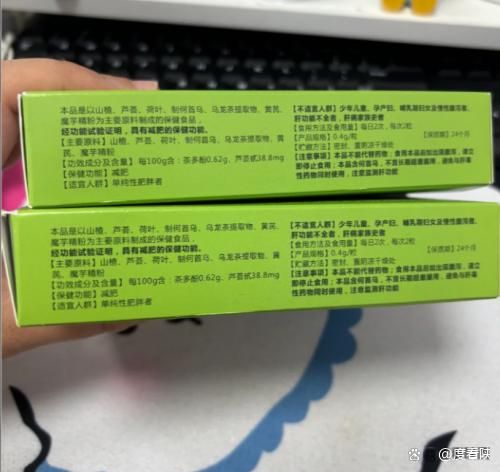 本品是以山楂、芦荟、荷叶、制何首乌、乌龙茶提取物、黄芪、
魔芋精粉为主要原料制成的保健食品，
经功能试验证明，具有减肥的保健功能。
【主要原料】山楂、芦荟、荷叶、制何首乌、乌龙茶提取物、黄
芪、魔芋精粉
【功效成分及含量】每100g含：茶多酚0.62g、芦荟甙38.8mg
【保健功能】减肥
【适宜人群】单纯性肥胖者
【不适宜人群】少年儿童、孕产妇、哺乳期妇女及慢性腹泻者、
肝功能不全者，肝病家族史者
【食用方法及食用量】每日2次，每次2粒
【产品规格】0.4g/粒 【保质期】24个月
【贮藏方法】密封、置阴凉干燥处
【注意事项】本品不能代替药物；食用本品后如出现腹泻，请立
即停止食用；本品含何首乌，不宜长期超量服用，避免与肝毒
性药物同时使用，注意监测肝功能
本品是以山楂、芦荟、荷叶、制何首乌、乌龙茶提取物、黄芪、
魔芋精粉为主要原料制成的保健食品，
经功能试验证明，具有减肥的保健功能。
【主要原料】山楂、芦荟、荷叶、制何首乌、乌龙茶提取物、黄
芪、魔芋精粉
【功效成分及含量】每100g含：茶多酚0.62g、芦荟甙38.8mg
【保健功能】减肥
【适宜人群】单纯性肥胖者
【不适宜人群】少年儿童、孕产妇、哺乳期妇女及慢性腹泻者、
肝功能不全者，肝病家族史者
【食用方法及食用量】每日2次，每次2粒
【产品规格】0.4g/粒 【保质期】24个月
【贮藏方法】密封、置阴凉干燥处
【注意事项】本品不能代替药物；食用本品后如出现腹泻，请立
即停止食用；本品含何首乌，不宜长期超量服用，避免与肝毒
性药物同时使用，注意监测肝功能
@度看陕